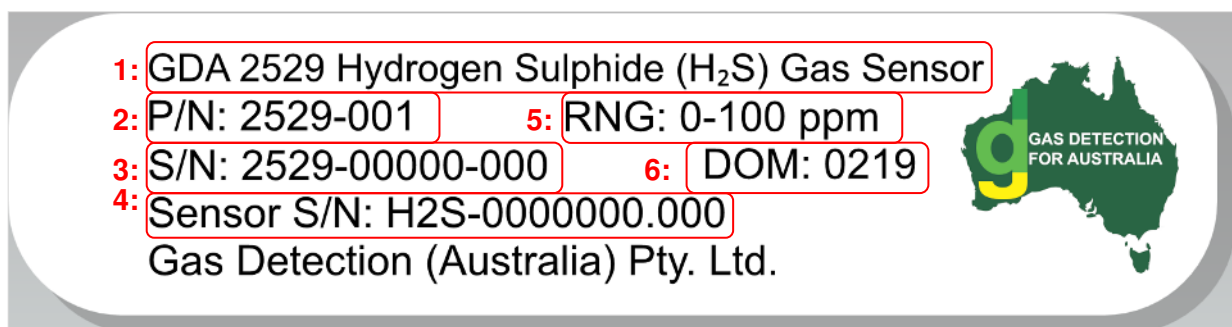 1: GDA 2529 Hydrogen Sulphide (H₂S) Gas Sensor
2: P/N: 2529-001 5: RNG: 0-100 ppm
3: S/N: 2529-00000-000 6: DOM: 0219
4: Sensor S/N: H2S-0000000.000
Gas Detection (Australia) Pty. Ltd.
gd
GAS DETECTION
FOR AUSTRALIA